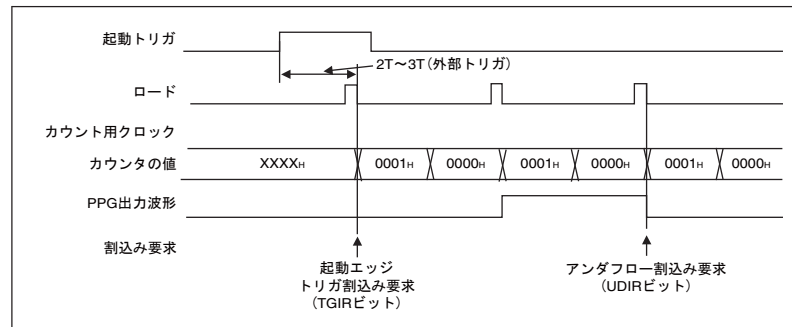 起動トリガ
2T～3T（外部トリガ）
ロード
カウント用クロック
カウンタの値
XXXXH 0001H 0000H 0001H 0000H 0001H 0000H
PPG出力波形
割込み要求
起動エッジ
トリガ割込み要求
（TGIRビット）
アンダフロー割込み要求
（UDIRビット）